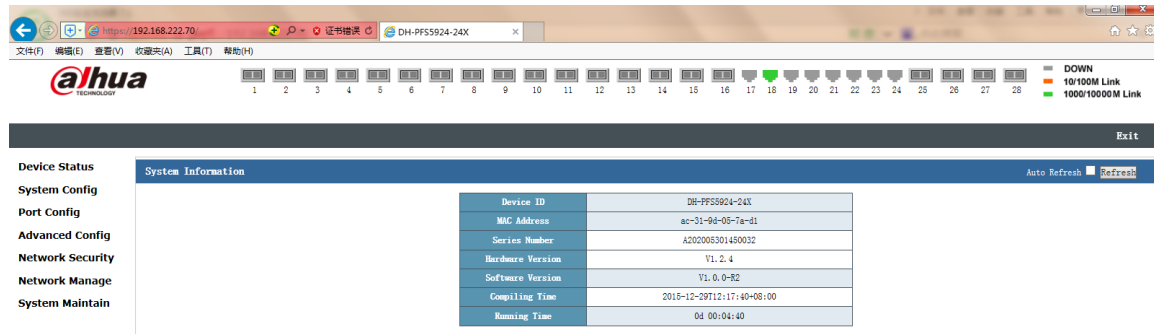 https://192.168.222.70/
证书错误
DH-PFS5924-24X
文件(F) 编辑(E) 查看(V) 收藏夹(A) 工具(T) 帮助(H)
alhua
TECHNOLOGY
1 2 3 4 5 6 7 8 9 10 11 12 13 14 15 16 17 18 19 20 21 22 23 24 25 26 27 28
DOWN
10/100M Link
1000/10000M Link
Exit
Device Status
System Config
Port Config
Advanced Config
Network Security
Network Manage
System Maintain
System Information
Auto Refresh Refresh
Device ID DH-PFS5924-24X
MAC Address ac-31-9d-05-7a-d1
Series Number A202005301450032
Hardware Version V1.2.4
Software Version V1.0.0-R2
Compiling Time 2015-12-29T12:17:40+08:00
Running Time 0d 00:04:40